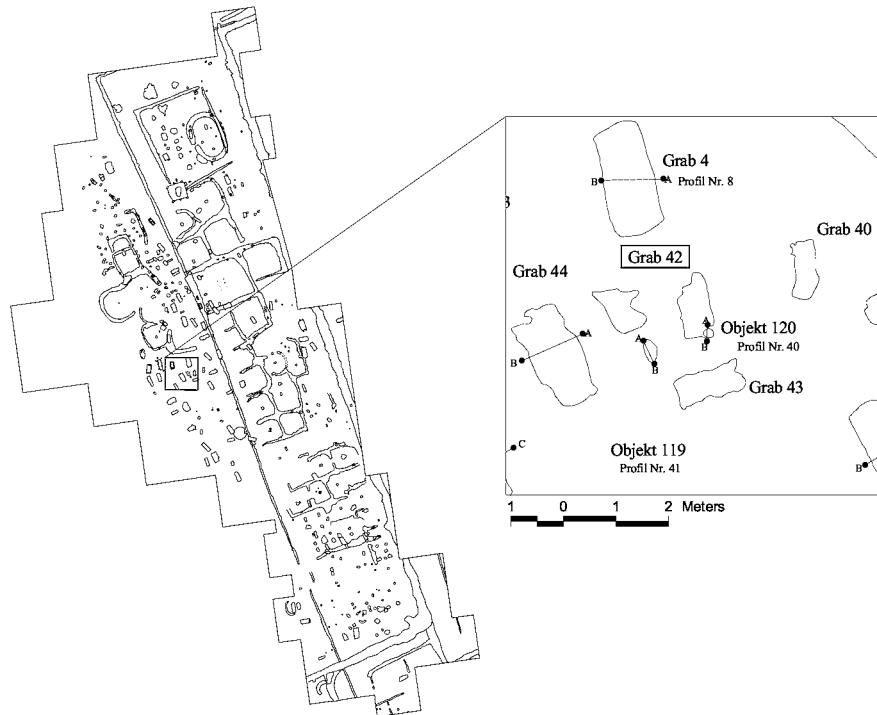 Grab 4
B A
Profil Nr. 8
Grab 40
Grab 42
Grab 44
A
A
Objekt 120
B
A
B
Profil Nr. 40
B
Grab 43
C
Objekt 119
Profil Nr. 41
B
1 0 1 2 Meters